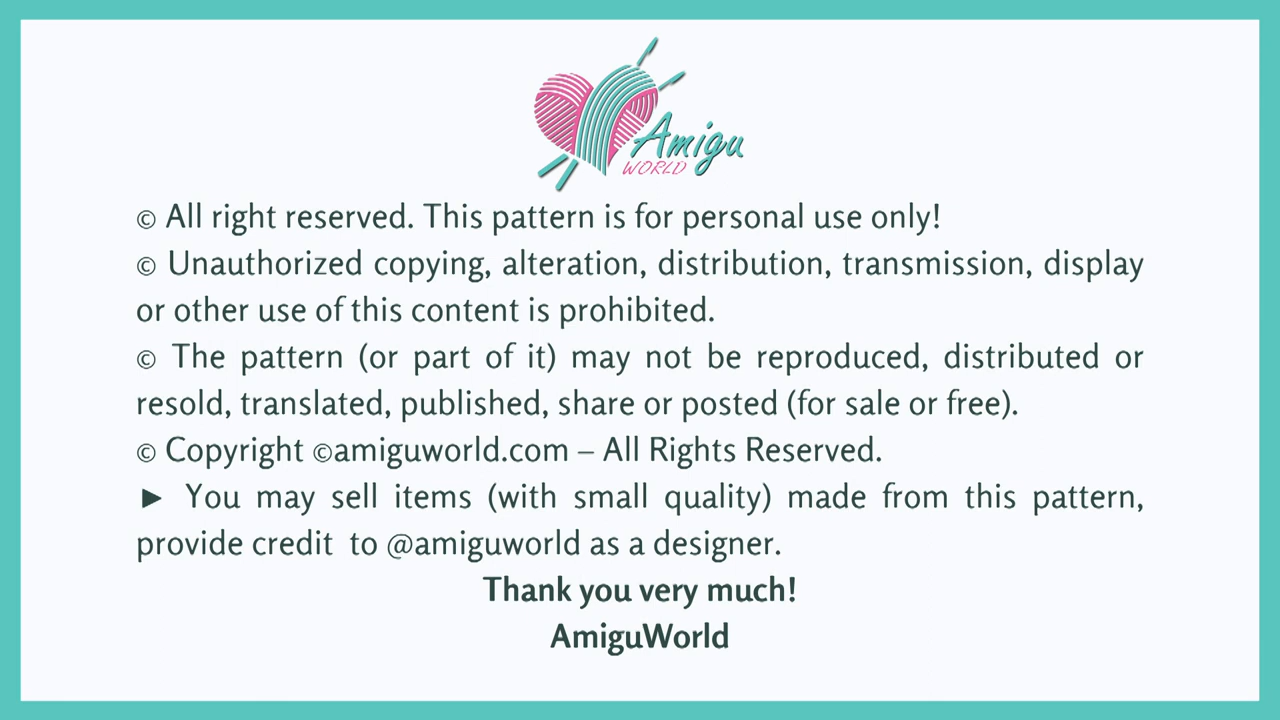 Amigu
WORLD
© All right reserved. This pattern is for personal use only!
© Unauthorized copying, alteration, distribution, transmission, display
or other use of this content is prohibited.
© The pattern (or part of it) may not be reproduced, distributed or
resold, translated, published, share or posted (for sale or free).
© Copyright ©amiguworld.com – All Rights Reserved.
► You may sell items (with small quality) made from this pattern,
provide credit  to @amiguworld as a designer.
Thank you very much!
AmiguWorld